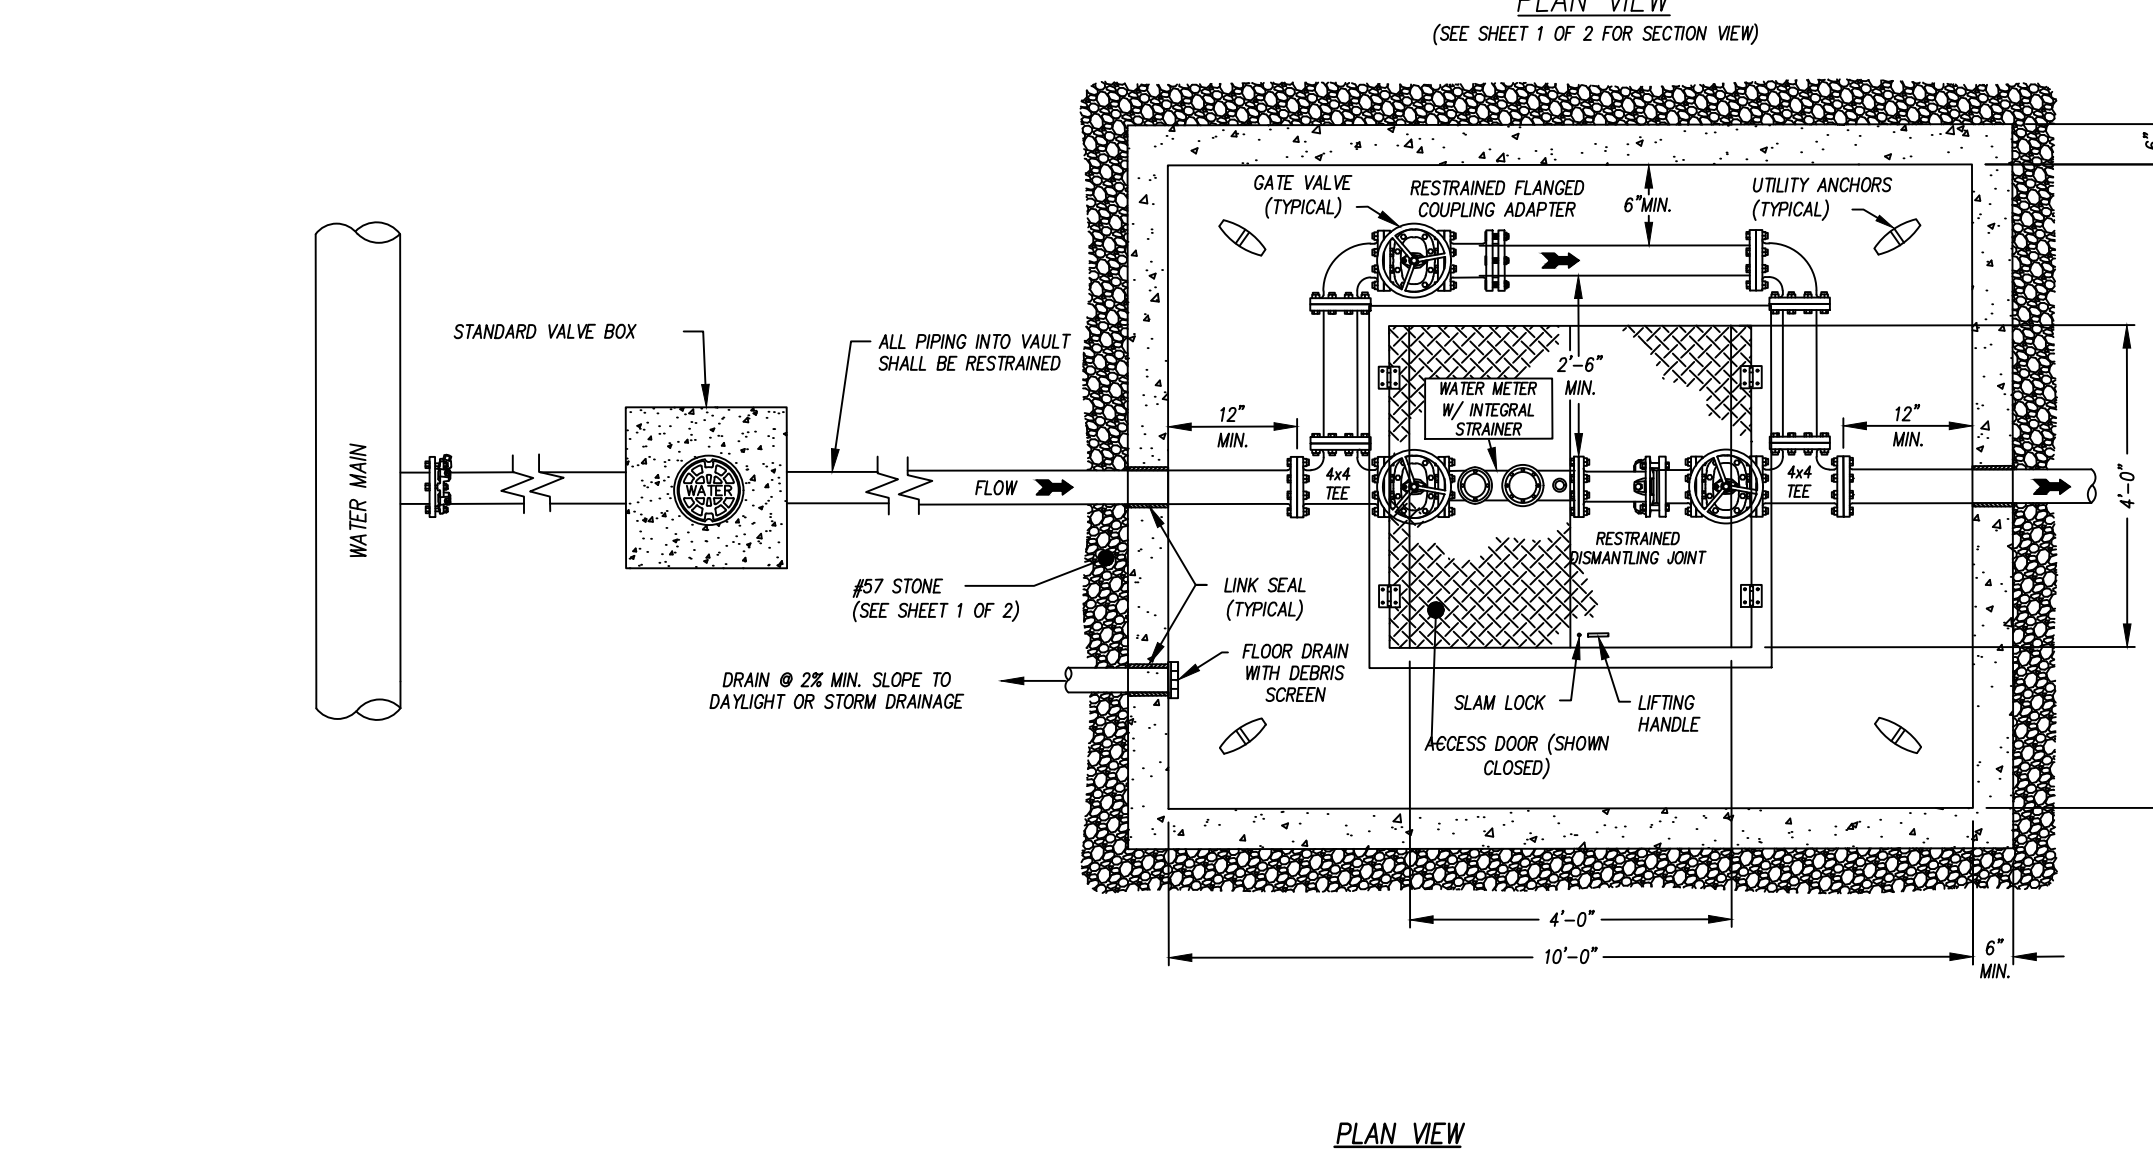 PLAN VIEW
(SEE SHEET 1 OF 2 FOR SECTION VIEW)
6"
GATE VALVE
(TYPICAL)
RESTRAINED FLANGED
COUPLING ADAPTER
6"MIN.
UTILITY ANCHORS
(TYPICAL)
STANDARD VALVE BOX
ALL PIPING INTO VAULT
SHALL BE RESTRAINED
2'-6"
MIN.
WATER METER
W/ INTEGRAL
STRAINER
12"
MIN.
12"
MIN.
WATER MAIN
WATER
FLOW
4x4
TEE
4x4
TEE
4'-0"
RESTRAINED
DISMANTLING JOINT
#57 STONE
(SEE SHEET 1 OF 2)
LINK SEAL
(TYPICAL)
FLOOR DRAIN
WITH DEBRIS
SCREEN
DRAIN @ 2% MIN. SLOPE TO
DAYLIGHT OR STORM DRAINAGE
SLAM LOCK
LIFTING
HANDLE
ACCESS DOOR (SHOWN
CLOSED)
4'-0"
10'-0"
6"
MIN.
PLAN VIEW